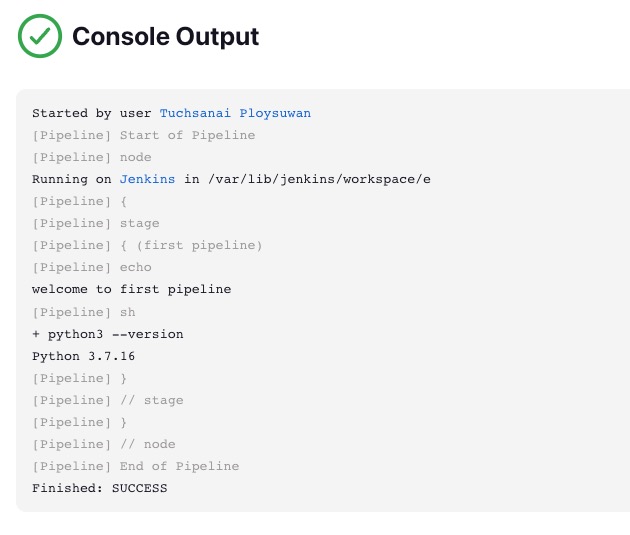 Console Output
Started by user Tuchsanai Ploysuwan
[Pipeline] Start of Pipeline
[Pipeline] node
Running on Jenkins in /var/lib/jenkins/workspace/e
[Pipeline] {
[Pipeline] stage
[Pipeline] { (first pipeline)
[Pipeline] echo
welcome to first pipeline
[Pipeline] sh
+ python3 --version
Python 3.7.16
[Pipeline] }
[Pipeline] // stage
[Pipeline] }
[Pipeline] // node
[Pipeline] End of Pipeline
Finished: SUCCESS